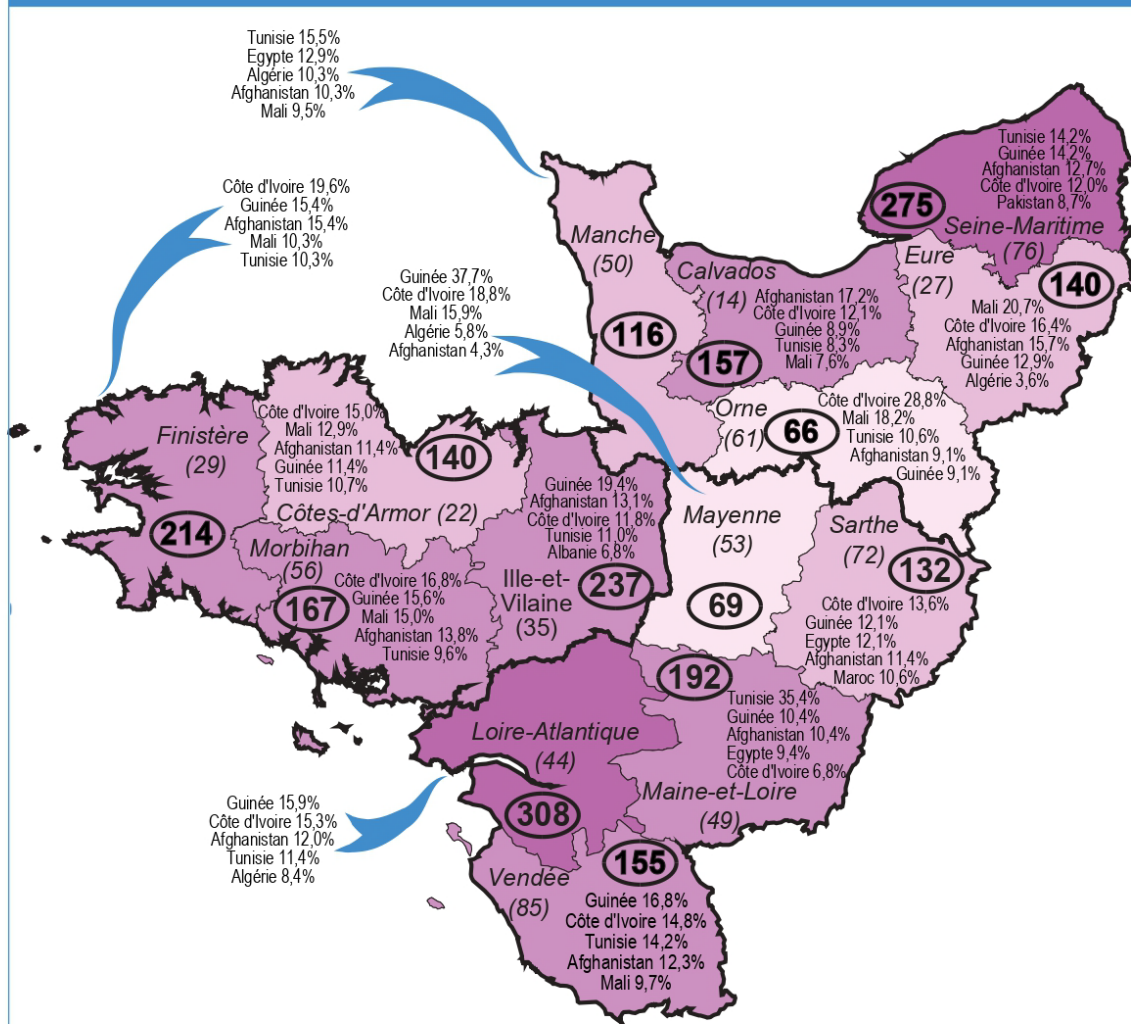 Tunisie 15,5%
Egypte 12,9%
Algérie 10,3%
Afghanistan 10,3%
Mali 9,5%
Côte d'Ivoire 19,6%
Guinée 15,4%
Afghanistan 15,4%
Mali 10,3%
Tunisie 10,3%
Guinée 37,7%
Côte d'Ivoire 18,8%
Mali 15,9%
Algérie 5,8%
Afghanistan 4,3%
Tunisie 14,2%
Guinée 14,2%
Afghanistan 12,7%
Côte d'Ivoire 12,0%
Pakistan 8,7%
275
Seine-Maritime
(76)
Manche
(50)
116
Calvados
(14)
Afghanistan 17,2%
Côte d'Ivoire 12,1%
Guinée 8,9%
Tunisie 8,3%
Mali 7,6%
157
Eure
(27)
140
Mali 20,7%
Côte d'Ivoire 16,4%
Afghanistan 15,7%
Guinée 12,9%
Algérie 3,6%
Orne
(61)
66
Côte d'Ivoire 28,8%
Mali 18,2%
Tunisie 10,6%
Afghanistan 9,1%
Guinée 9,1%
Finistère
(29)
214
Côte d'Ivoire 15,0%
Mali 12,9%
Afghanistan 11,4%
Guinée 11,4%
Tunisie 10,7%
140
Côtes-d'Armor (22)
Morbihan
(56)
167
Côte d'Ivoire 16,8%
Guinée 15,6%
Mali 15,0%
Afghanistan 13,8%
Tunisie 9,6%
Guinée 19,4%
Afghanistan 13,1%
Côte d'Ivoire 11,8%
Tunisie 11,0%
Albanie 6,8%
Ille-et-
Vilaine
(35)
237
Mayenne
(53)
69
Sarthe
(72)
132
Côte d'Ivoire 13,6%
Guinée 12,1%
Egypte 12,1%
Afghanistan 11,4%
Maroc 10,6%
192
Tunisie 35,4%
Guinée 10,4%
Afghanistan 10,4%
Egypte 9,4%
Côte d'Ivoire 6,8%
Maine-et-Loire
(49)
Loire-Atlantique
(44)
308
Guinée 15,9%
Côte d'Ivoire 15,3%
Afghanistan 12,0%
Tunisie 11,4%
Algérie 8,4%
Vendée
(85)
155
Guinée 16,8%
Côte d'Ivoire 14,8%
Tunisie 14,2%
Afghanistan 12,3%
Mali 9,7%